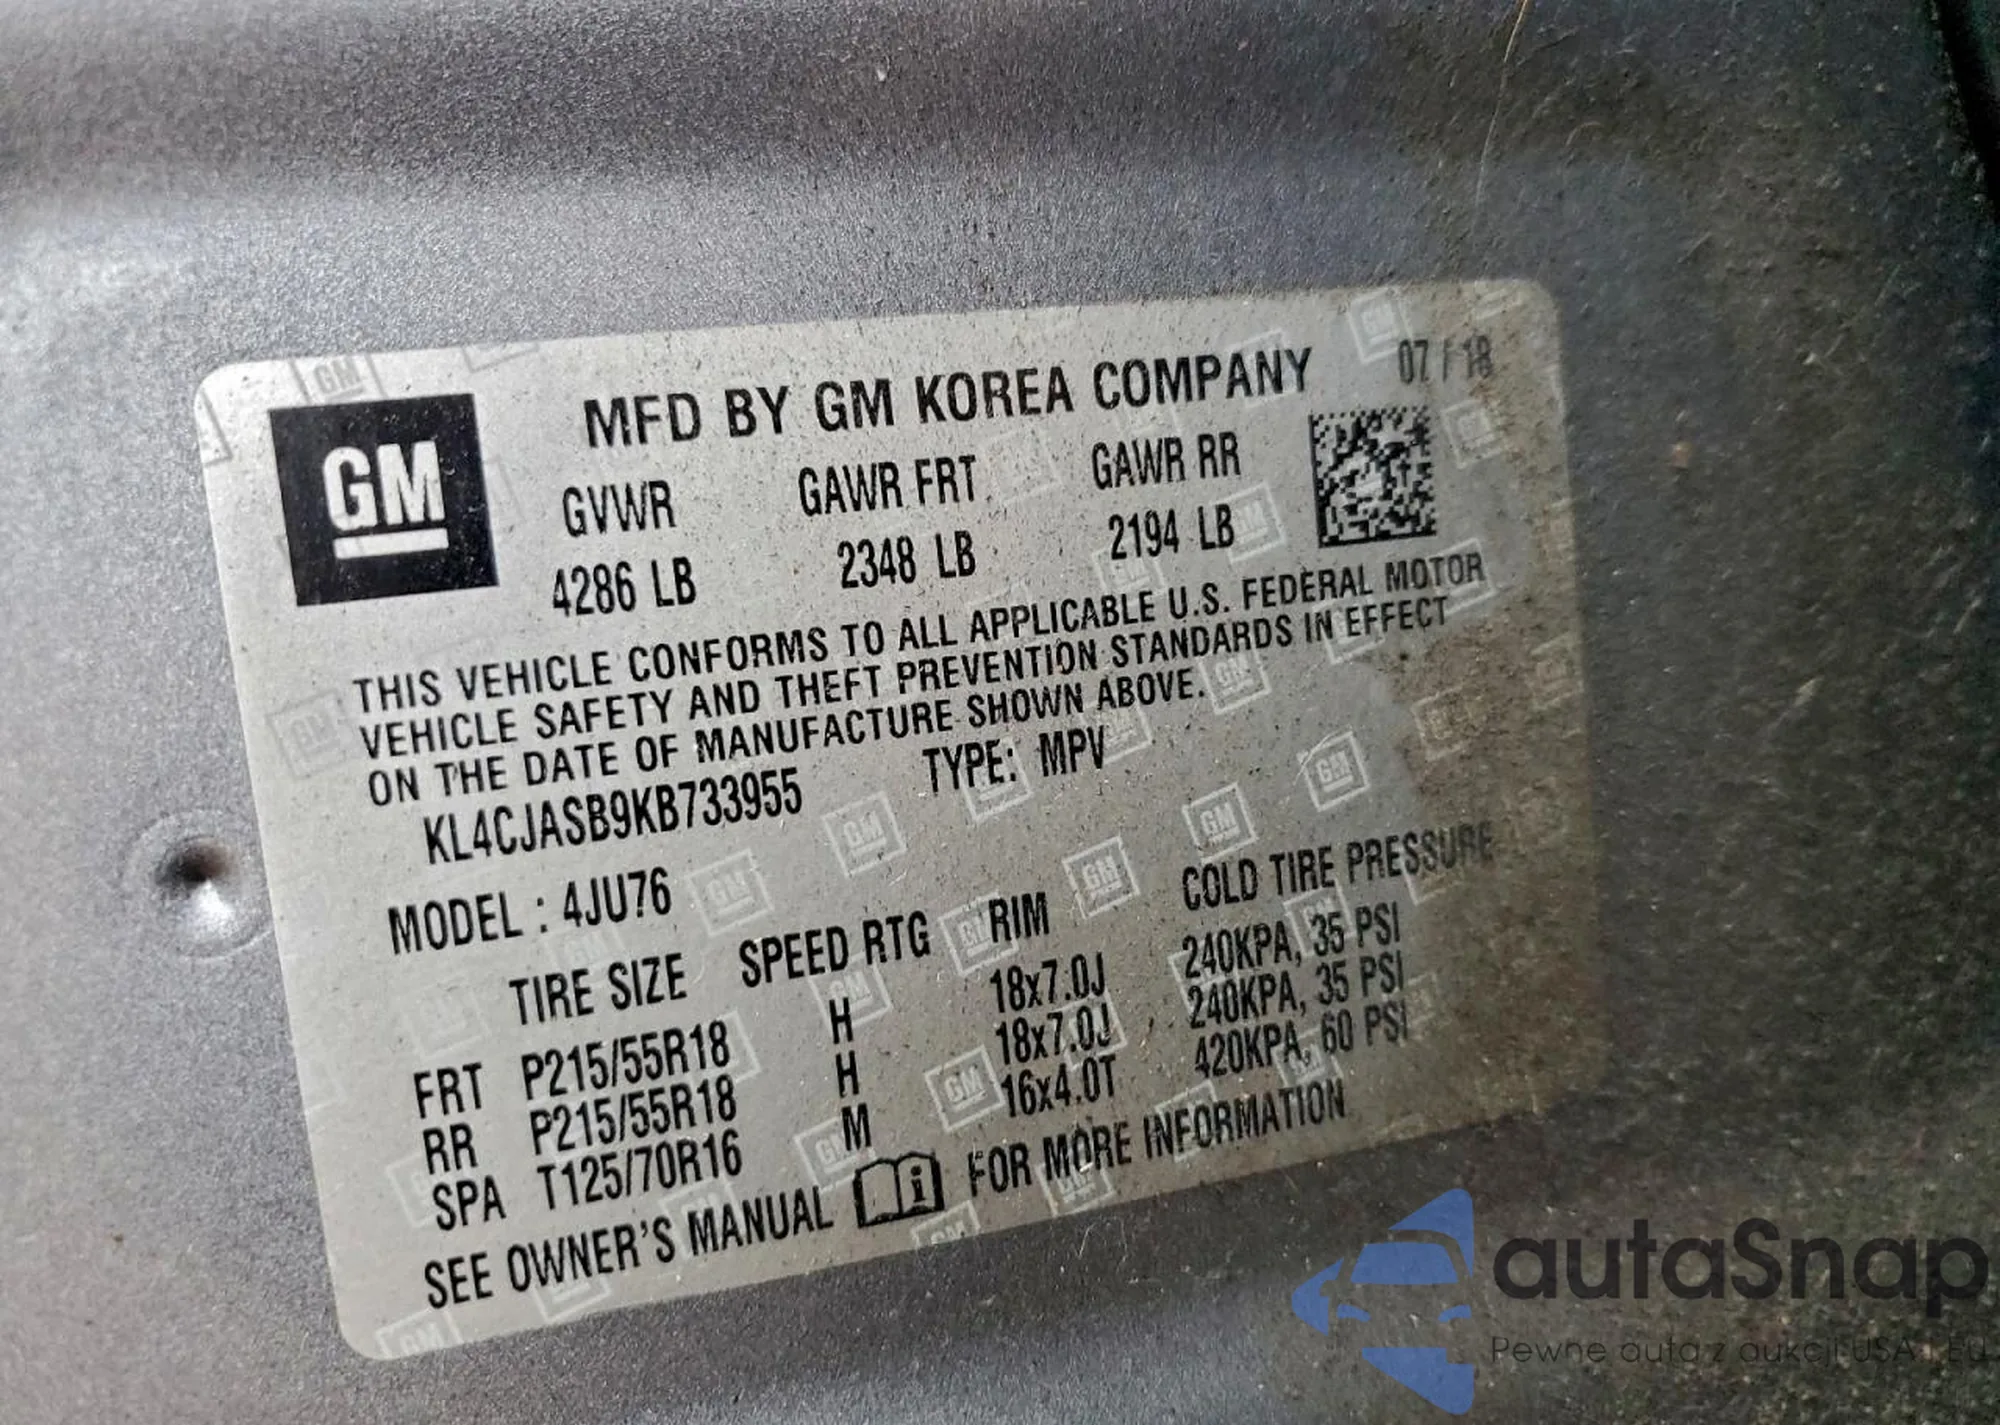 MFD BY GM KOREA COMPANY 07/18
GM
GVWR GAWR FRT GAWR RR
4286 LB 2348 LB 2194 LB
THIS VEHICLE CONFORMS TO ALL APPLICABLE U.S. FEDERAL MOTOR
VEHICLE SAFETY AND THEFT PREVENTION STANDARDS IN EFFECT
ON THE DATE OF MANUFACTURE SHOWN ABOVE.
KL4CJASB9KB733955 TYPE: MPV
MODEL : 4JU76
TIRE SIZE SPEED RTG RIM COLD TIRE PRESSURE
FRT P215/55R18 H 18x7.0J 240KPA, 35 PSI
RR P215/55R18 H 18x7.0J 240KPA, 35 PSI
SPA T125/70R16 M 16x4.0T 420KPA, 60 PSI
SEE OWNER'S MANUAL i FOR MORE INFORMATION
autaSnap
Pewne auta z aukcji USA i EU